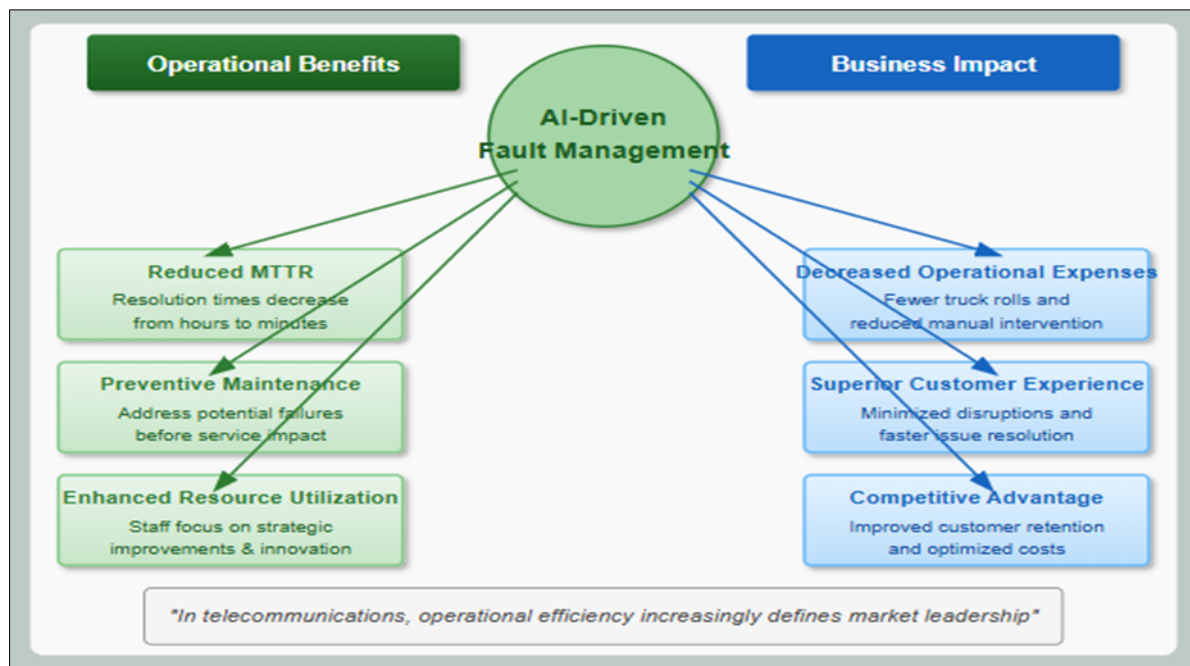 Operational Benefits
Business Impact
AI-Driven
Fault Management
Reduced MTTR
Resolution times decrease
from hours to minutes
Preventive Maintenance
Address potential failures
before service impact
Enhanced Resource Utilization
Staff focus on strategic
improvements & innovation
Decreased Operational Expenses
Fewer truck rolls and
reduced manual intervention
Superior Customer Experience
Minimized disruptions and
faster issue resolution
Competitive Advantage
Improved customer retention
and optimized costs
"In telecommunications, operational efficiency increasingly defines market leadership"